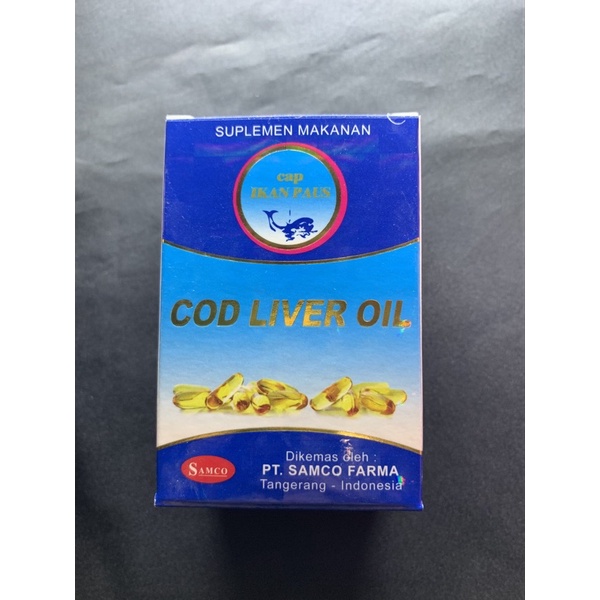 SUPLEMEN MAKANAN
cap
IKAN PAUS
COD LIVER OIL
SAMCO
Dikemas oleh :
PT. SAMCO FARMA
Tangerang - Indonesia